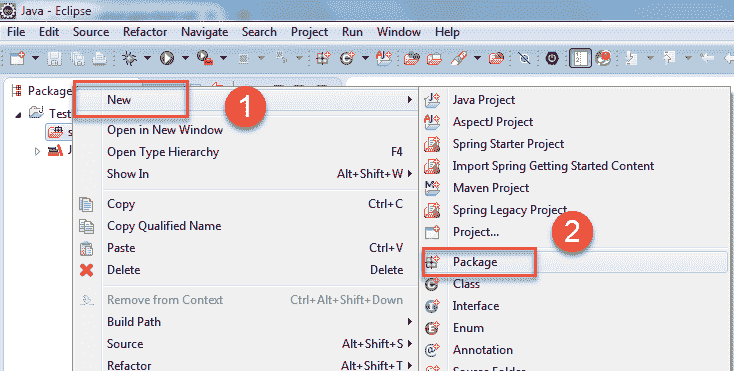 Java - Eclipse
File Edit Source Refactor Navigate Search Project Run Window Spring Help
Package
New
1
Test
Open in New Window
Open Type Hierarchy F4
Show In Alt+Shift+W
Copy Ctrl+C
Copy Qualified Name
Paste Ctrl+V
Delete Delete
Remove from Context Ctrl+Alt+Shift+Down
Build Path
Source Alt+Shift+S
Refactor Alt+Shift+T
Java Project
AspectJ Project
Spring Starter Project
Import Spring Getting Started Content
Maven Project
Spring Legacy Project
Project...
2
Package
Class
Interface
Enum
Annotation
Source Folder